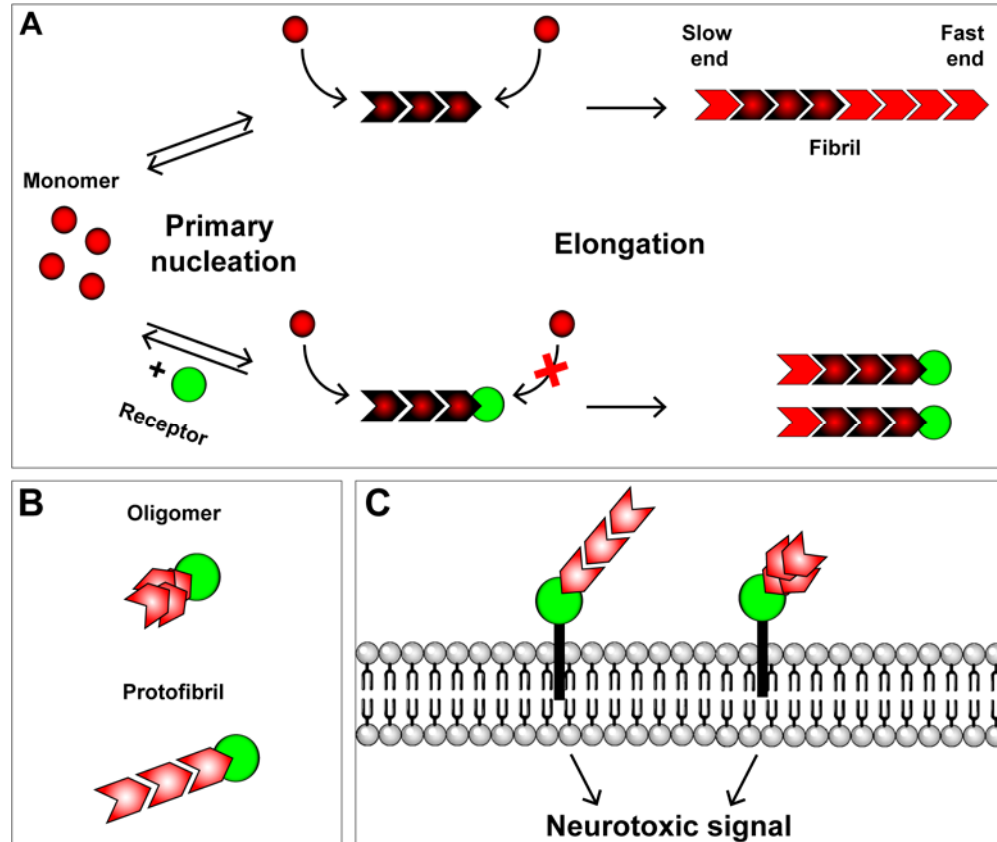 A
Slow
end
Fast
end
Fibril
Monomer
Primary
nucleation
Elongation
+
Receptor
B
Oligomer
Protofibril
C
Neurotoxic signal